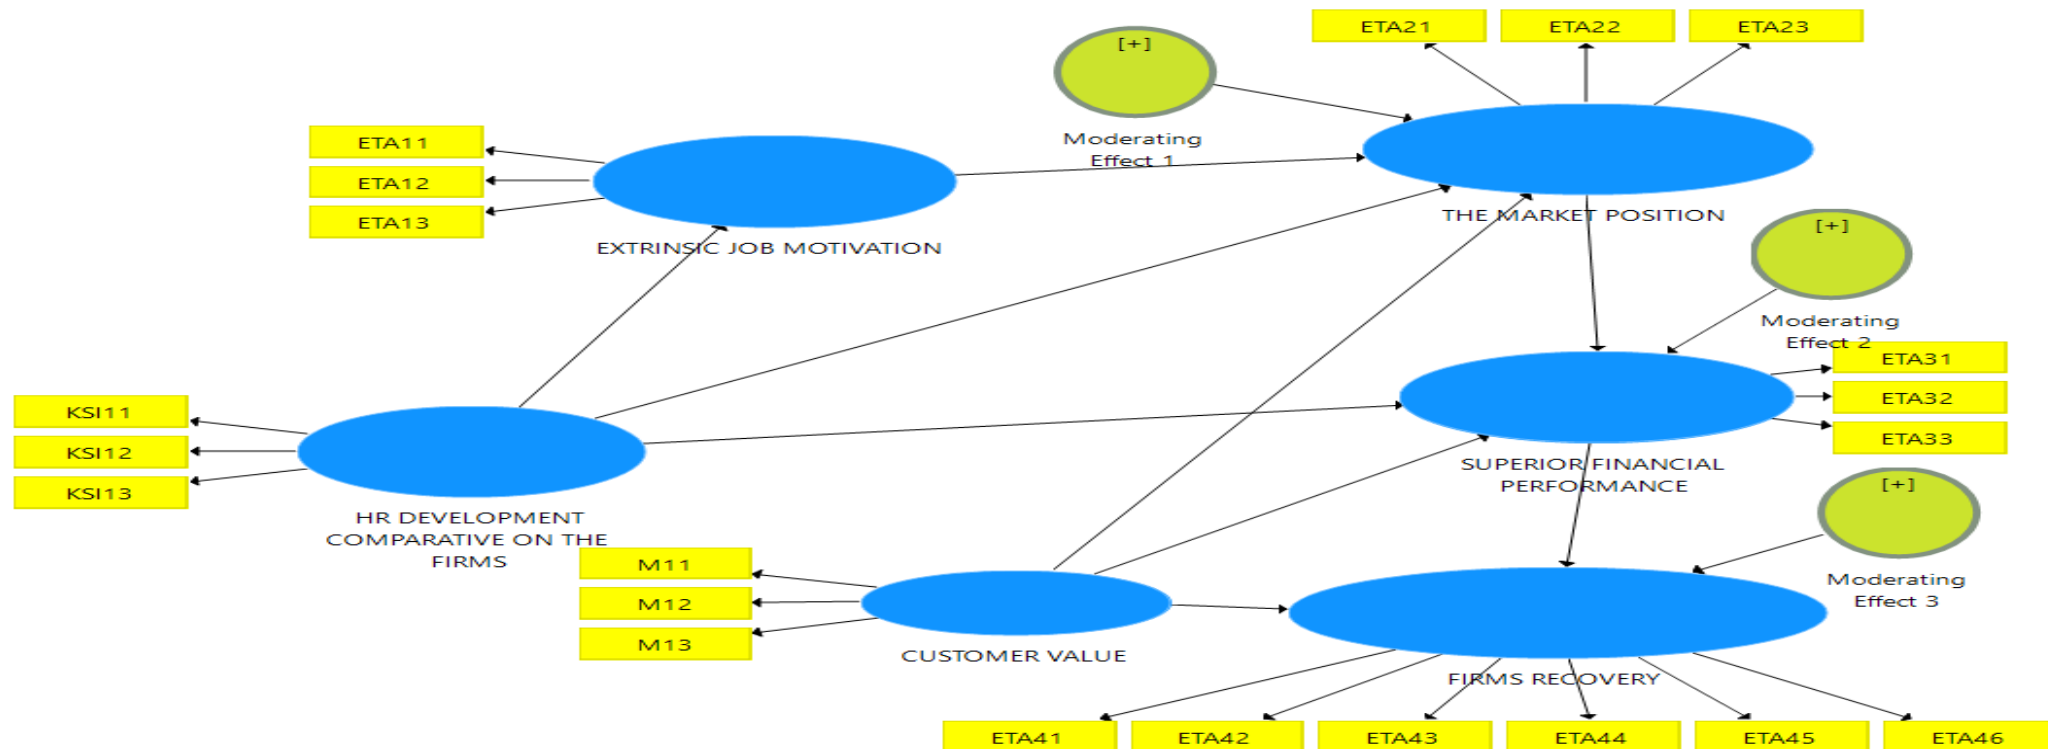 ETA21
ETA22
ETA23
[+]
Moderating
Effect 1
ETA11
ETA12
ETA13
EXTRINSIC JOB MOTIVATION
THE MARKET POSITION
[+]
Moderating
Effect 2
ETA31
ETA32
ETA33
KSI11
KSI12
KSI13
HR DEVELOPMENT
COMPARATIVE ON THE
FIRMS
SUPERIOR FINANCIAL
PERFORMANCE
[+]
Moderating
Effect 3
M11
M12
M13
CUSTOMER VALUE
FIRMS RECOVERY
ETA41
ETA42
ETA43
ETA44
ETA45
ETA46